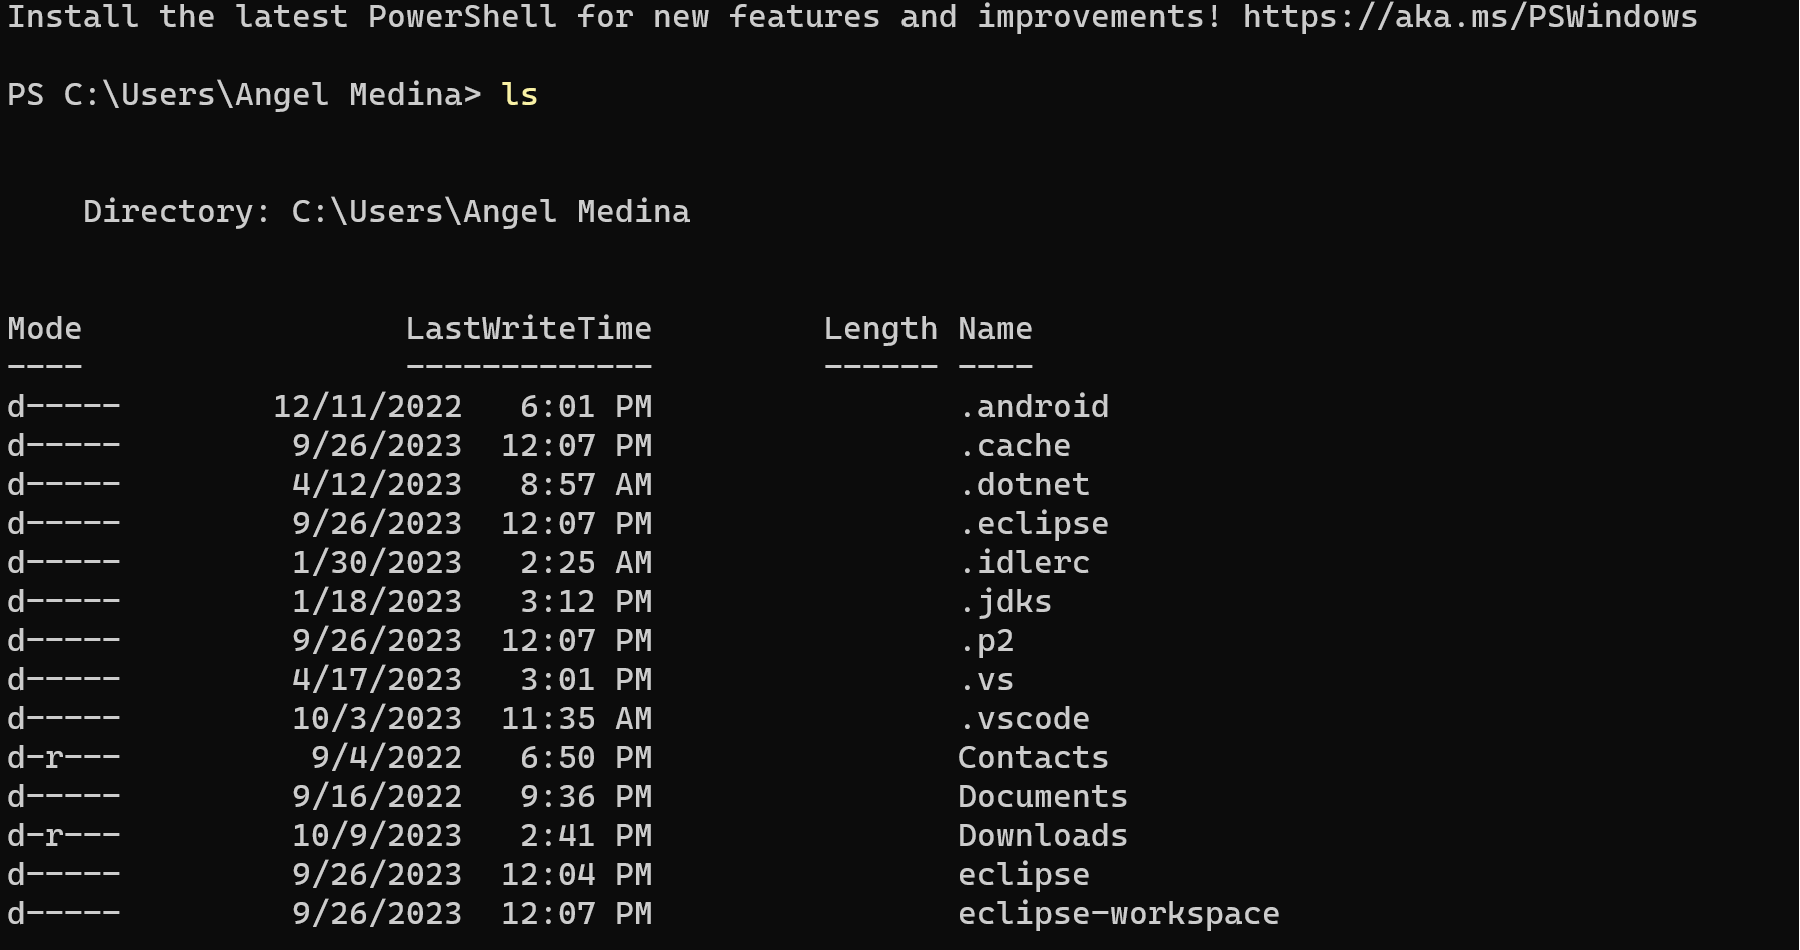 Install the latest PowerShell for new features and improvements! https://aka.ms/PSWindows
PS C:\Users\Angel Medina> ls
Directory: C:\Users\Angel Medina
Mode                 LastWriteTime         Length Name
----                 -------------         ------ ----
d-----        12/11/2022   6:01 PM                .android
d-----         9/26/2023  12:07 PM                .cache
d-----         4/12/2023   8:57 AM                .dotnet
d-----         9/26/2023  12:07 PM                .eclipse
d-----         1/30/2023   2:25 AM                .idlerc
d-----         1/18/2023   3:12 PM                .jdks
d-----         9/26/2023  12:07 PM                .p2
d-----         4/17/2023   3:01 PM                .vs
d-----         10/3/2023  11:35 AM                .vscode
d-r---          9/4/2022   6:50 PM                Contacts
d-----         9/16/2022   9:36 PM                Documents
d-r---         10/9/2023   2:41 PM                Downloads
d-----         9/26/2023  12:04 PM                eclipse
d-----         9/26/2023  12:07 PM                eclipse-workspace